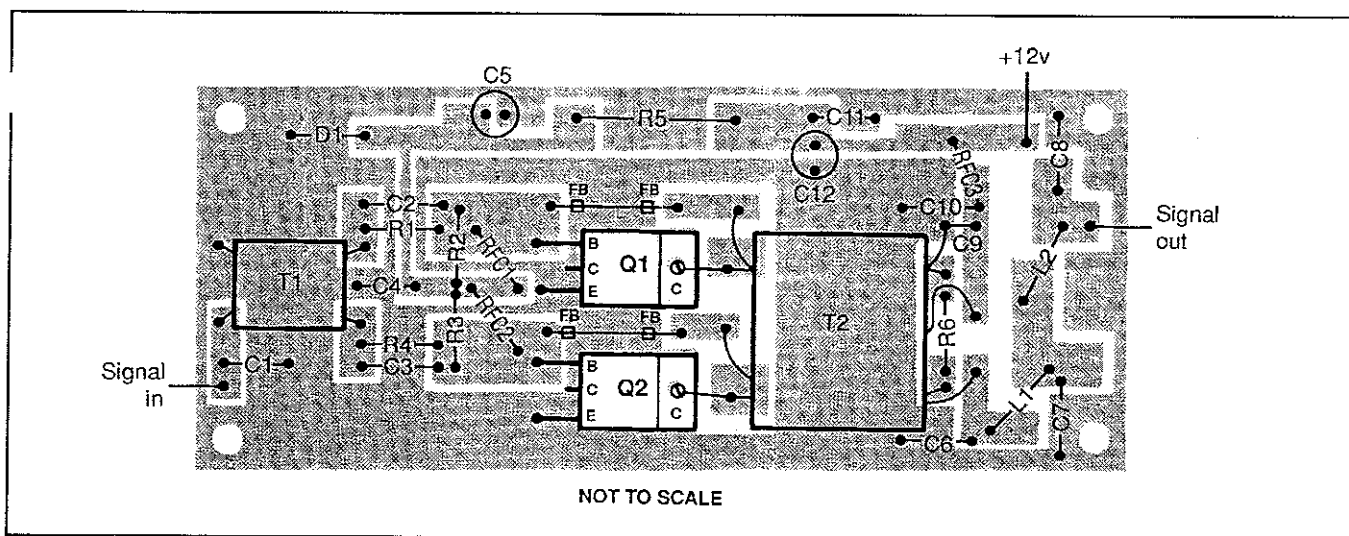 +12v
C5
D1
R5
C11
C12
RFC3
C8
C2
FB
FB
C10
Signal
out
R1
R2
RFC1
B
C
E
Q1
C
C9
L2
T1
C4
RFC2
FB
FB
T2
R6
R3
R4
C3
C1
Signal
in
B
C
E
Q2
C
L1
C7
C6
NOT TO SCALE